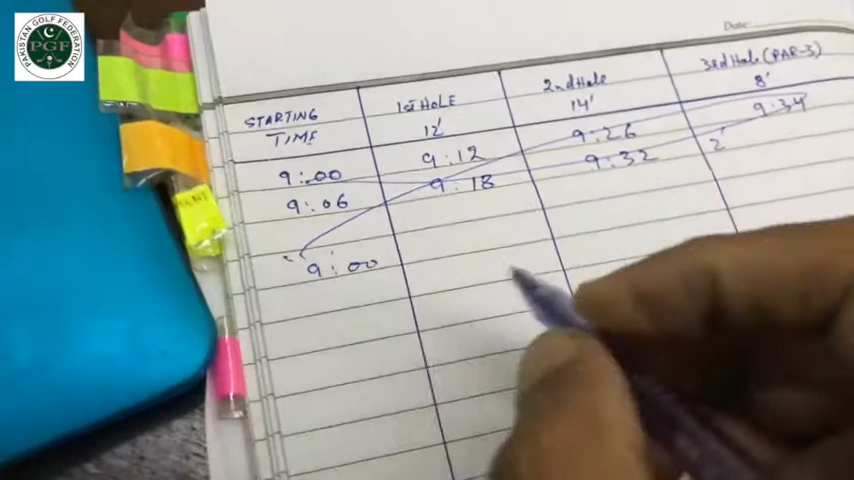 PAKISTAN GOLF FEDERATION
PGF
Date
STARTING TIME 1st HOLE 12' 2nd Hole 14' 3rd Hole (PAR-3) 8'
9:00 9:12 9:26 9:34
9:06 9:18 9:32 2'
9:00